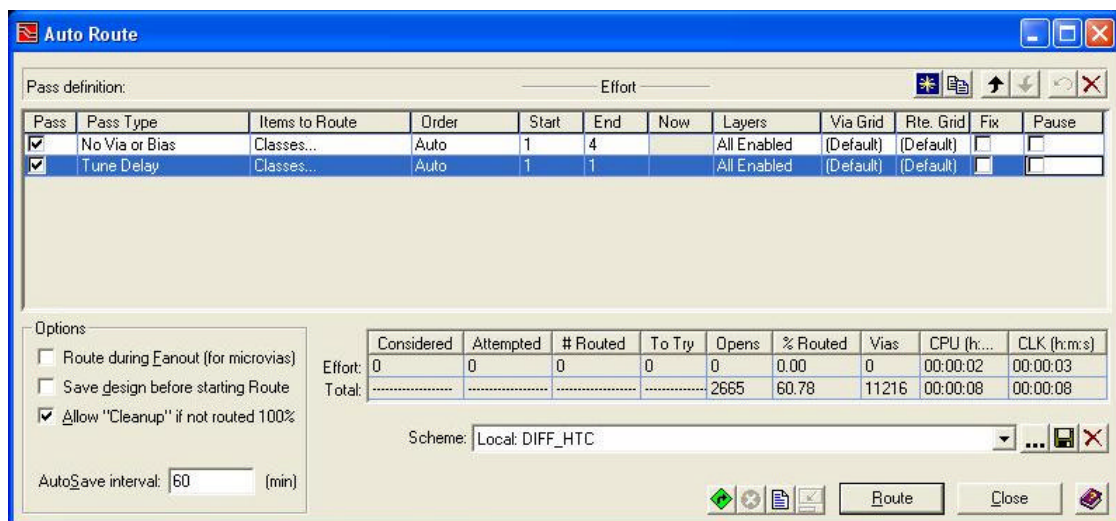 Auto Route
Pass definition: Effort
Pass Pass Type Items to Route Order Start End Now Layers Via Grid Rte. Grid Fix Pause
No Via or Bias Classes... Auto 1 4 All Enabled (Default) (Default)
Tune Delay Classes... Auto 1 1 All Enabled (Default) (Default)
Options
Route during Fanout (for microvias)
Save design before starting Route
Allow "Cleanup" if not routed 100%
AutoSave interval: 60 (min)
Considered Attempted # Routed To Try Opens % Routed Vias CPU (h:... CLK (h:m:s)
Effort: 0 0 0 0 0 0.00 0 00:00:02 00:00:03
Total: ------------------- ------------------- ------------------- ------------- 2665 60.78 11216 00:00:08 00:00:08
Scheme: Local: DIFF_HTC
...
Route Close